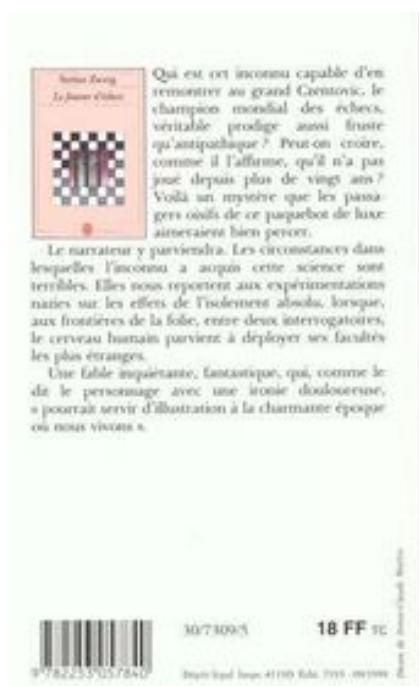 Stefan Zweig
Le Joueur d'échecs
Qui est cet inconnu capable d'en
remontrer au grand Czentovic, le
champion mondial des échecs,
véritable prodige aussi fruste
qu'antipathique ? Peut-on croire,
comme il l'affirme, qu'il n'a pas
joué depuis plus de vingt ans ?
Voilà un mystère que les passa-
gers oisifs de ce paquebot de luxe
aimeraient bien percer.
Le narrateur y parviendra. Les circonstances dans
lesquelles l'inconnu a acquis cette science sont
terribles. Elles nous reportent aux expérimentations
nazies sur les effets de l'isolement absolu, lorsque,
aux frontières de la folie, entre deux interrogatoires,
le cerveau humain parvient à déployer ses facultés
les plus étranges.
Une fable inquiétante, fantastique, qui, comme le
dit le personnage avec une ironie douloureuse,
« pourrait servir d'illustration à la charmante époque
où nous vivons ».
30/7309/5
18 FF TC
9 782253 057840